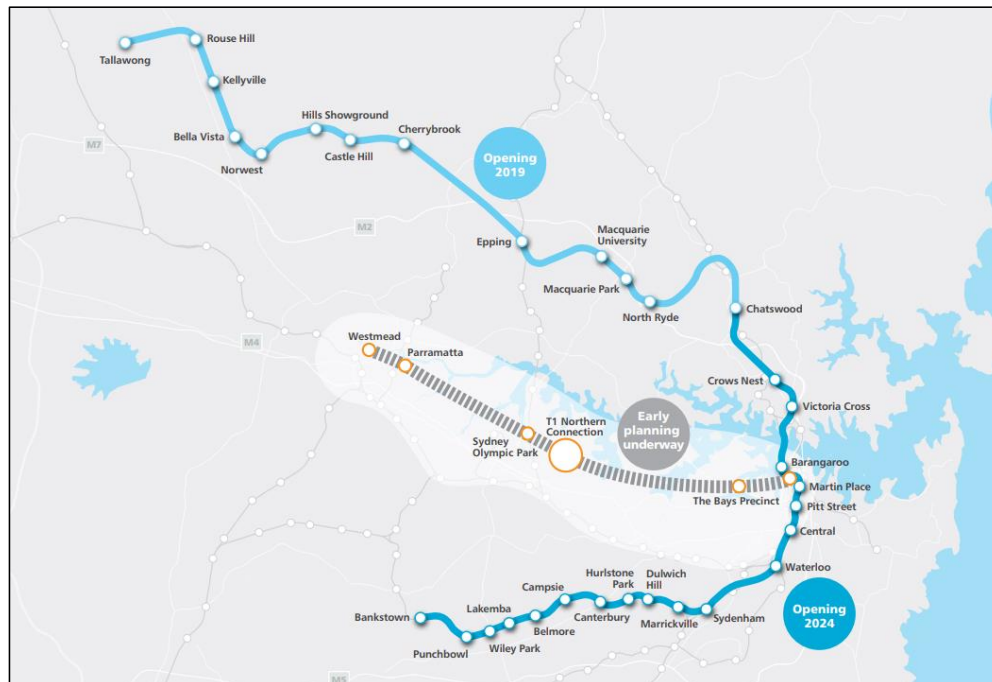 Tallawong
Rouse Hill
Kellyville
Bella Vista
Norwest
Hills Showground
Castle Hill
Cherrybrook
Opening
2019
M7
M2
Epping
Macquarie
University
Macquarie Park
North Ryde
Chatswood
M4
Westmead
Parramatta
Crows Nest
Victoria Cross
T1 Northern
Connection
Early
planning
underway
Sydney
Olympic Park
Barangaroo
Martin Place
The Bays Precinct
Pitt Street
Central
Waterloo
Bankstown
Punchbowl
Lakemba
Wiley Park
Campsie
Belmore
Hurlstone
Park
Canterbury
Dulwich
Hill
Marrickville
Sydenham
Opening
2024
M5